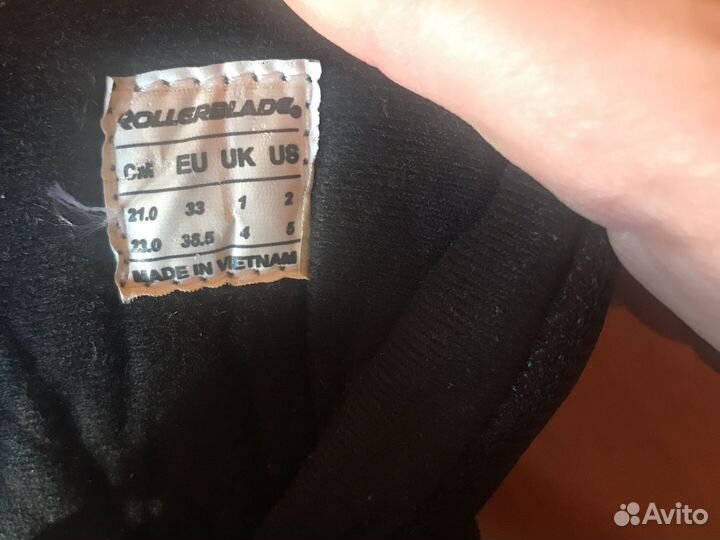 ROLLERBLADE®
CM EU UK US
21.0 33 1 2
23.0 36.5 4 5
MADE IN VIETNAM
Avito